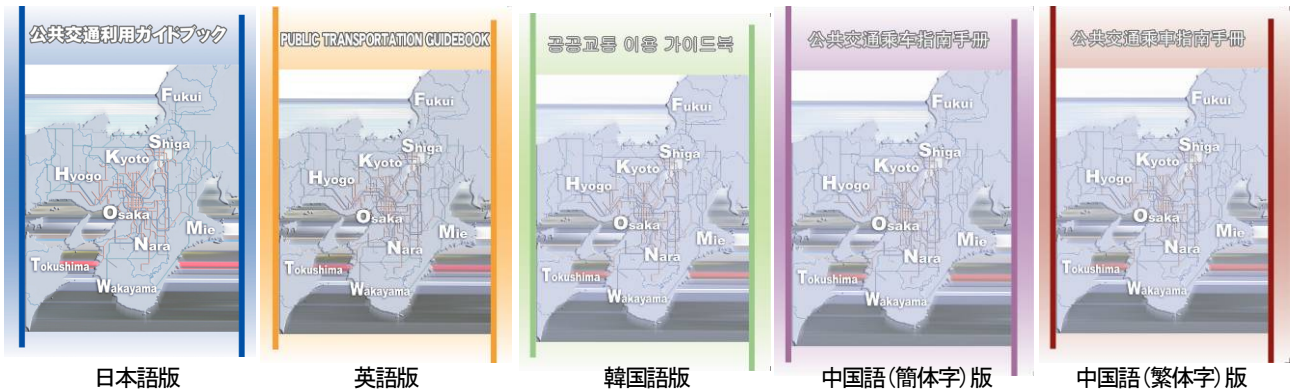 公共交通利用ガイドブック
Fukui
Shiga
Kyoto
Hyogo
Osaka
Mie
Nara
Tokushima
Wakayama
日本語版
PUBLIC TRANSPORTATION GUIDEBOOK
Fukui
Shiga
Kyoto
Hyogo
Osaka
Mie
Nara
Tokushima
Wakayama
英語版
공공교통 이용 가이드북
Fukui
Shiga
Kyoto
Hyogo
Osaka
Mie
Nara
Tokushima
Wakayama
韓国語版
公共交通乘车指南手册
Fukui
Shiga
Kyoto
Hyogo
Osaka
Mie
Nara
Tokushima
Wakayama
中国語(簡体字)版
公共交通乘車指南手冊
Fukui
Shiga
Kyoto
Hyogo
Osaka
Mie
Nara
Tokushima
Wakayama
中国語(繁体字)版